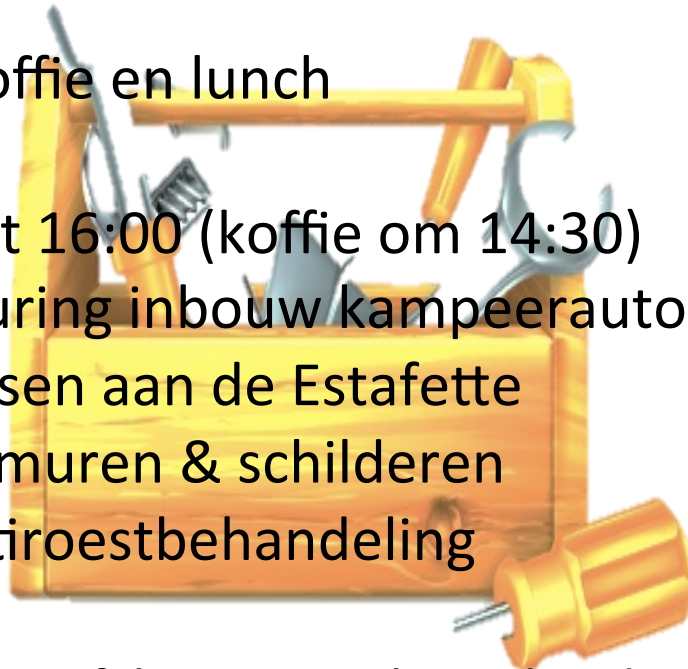 offie en lunch
t 16:00 (koffie om 14:30)
uring inbouw kampeerauto
sen aan de Estafette
muren & schilderen
tiroestbehandeling